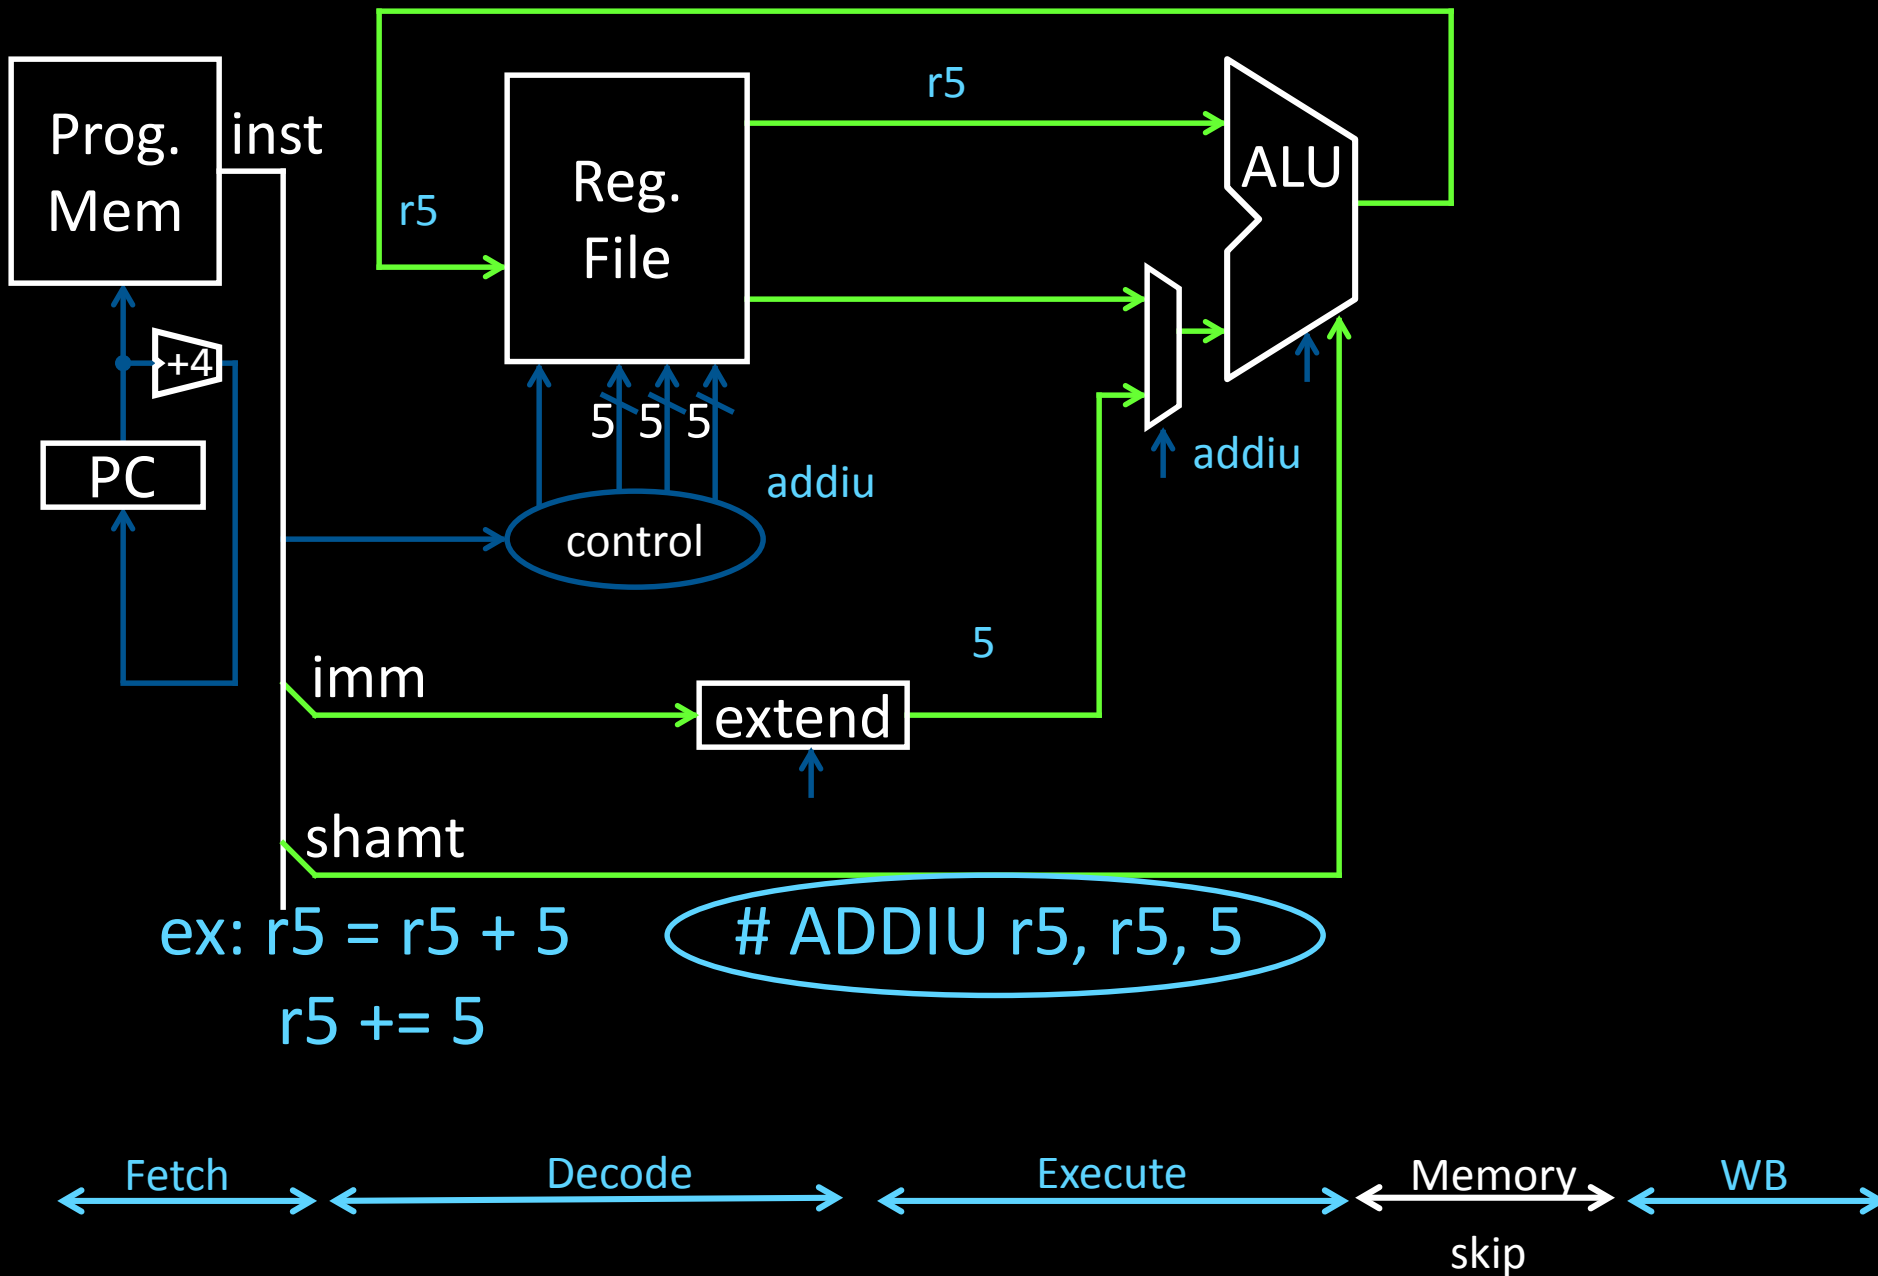 Prog.
Mem
inst
r5
Reg.
File
r5
ALU
+4
PC
5 5 5
addiu
addiu
control
5
imm
extend
shamt
ex: r5 = r5 + 5
# ADDIU r5, r5, 5
r5 += 5
Fetch
Decode
Execute
Memory
WB
skip